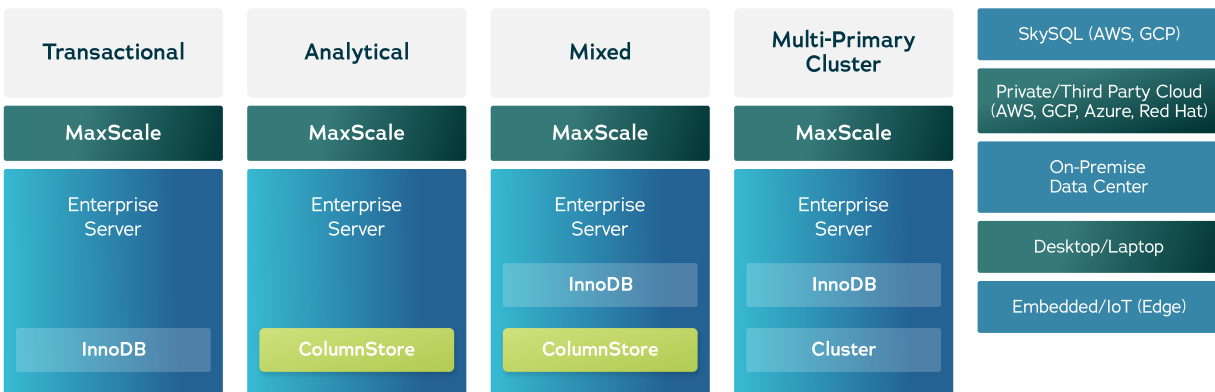 Transactional
MaxScale
Enterprise
Server
InnoDB
Analytical
MaxScale
Enterprise
Server
ColumnStore
Mixed
MaxScale
Enterprise
Server
InnoDB
ColumnStore
Multi-Primary
Cluster
MaxScale
Enterprise
Server
InnoDB
Cluster
SkySQL (AWS, GCP)
Private/Third Party Cloud
(AWS, GCP, Azure, Red Hat)
On-Premise
Data Center
Desktop/Laptop
Embedded/IoT (Edge)